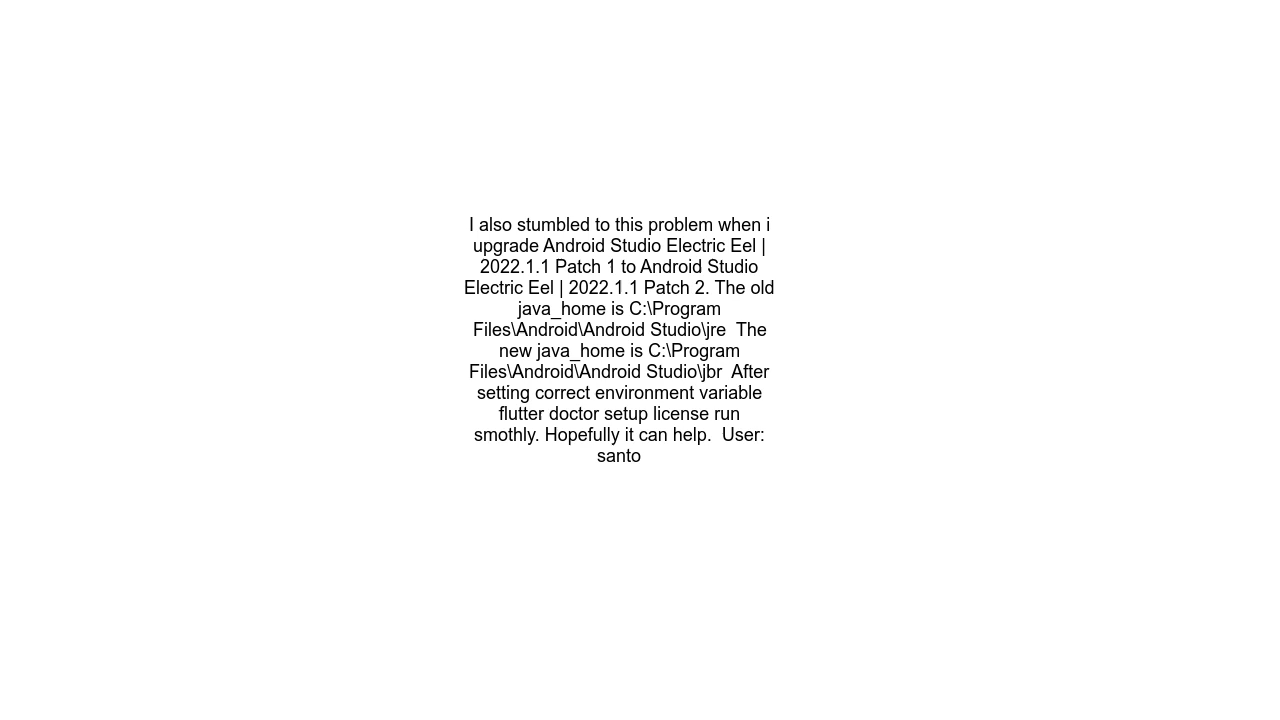 I also stumbled to this problem when i
upgrade Android Studio Electric Eel |
2022.1.1 Patch 1 to Android Studio
Electric Eel | 2022.1.1 Patch 2. The old
java_home is C:\Program
Files\Android\Android Studio\jre  The
new java_home is C:\Program
Files\Android\Android Studio\jbr  After
setting correct environment variable
flutter doctor setup license run
smothly. Hopefully it can help.  User:
santo